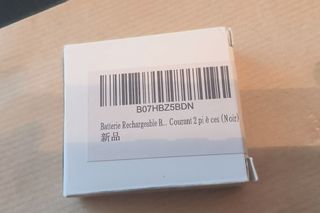 B07HBZ5BDN
Batterie Rechargeable B... Courant 2 pi è ces (Noir)
新品